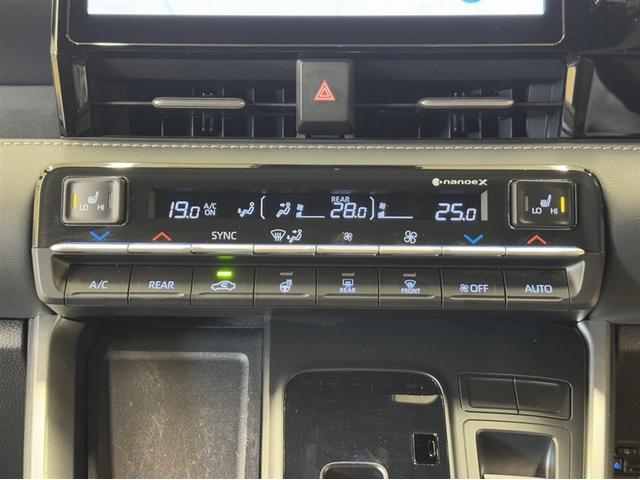 nanoeX
LO HI
19.0 A/C ON REAR 28.0 25.0
LO HI
SYNC
A/C REAR REAR FRONT OFF AUTO